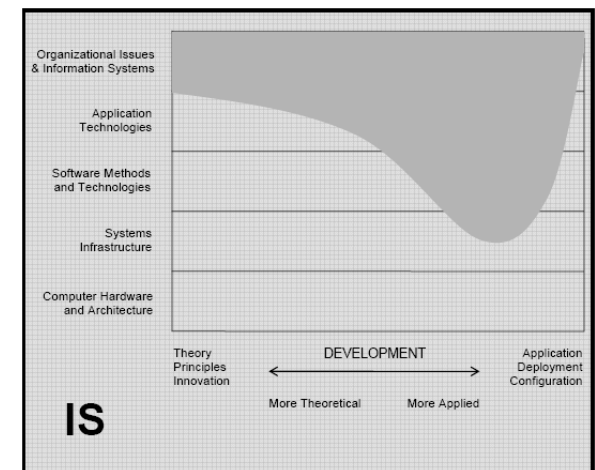 Organizational Issues
& Information Systems
Application
Technologies
Software Methods
and Technologies
Systems
Infrastructure
Computer Hardware
and Architecture
Theory
Principles
Innovation
DEVELOPMENT
More Theoretical
More Applied
Application
Deployment
Configuration
IS